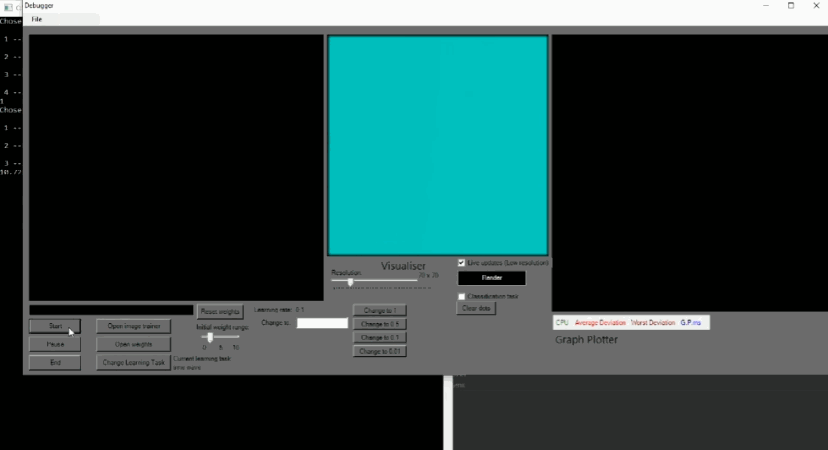 Debugger
File
Chose
1 --
2 --
3 --
4 --
1
Chose
1 --
2 --
3 --
10.72
Visualiser
Resolution
20 x 20
Live updates (Low resolution)
Render
Classification task
Clear data
Start
Pause
End
Open image trainer
Open weights
Change Learning Task
Reset weights
Initial weight range:
0 5 50
Current learning task:
Learning rate: 0.1
Change to:
Change to 1
Change to 0.5
Change to 0.1
Change to 0.01
CPU Average Deviation Worst Deviation G.P.ms
Graph Plotter